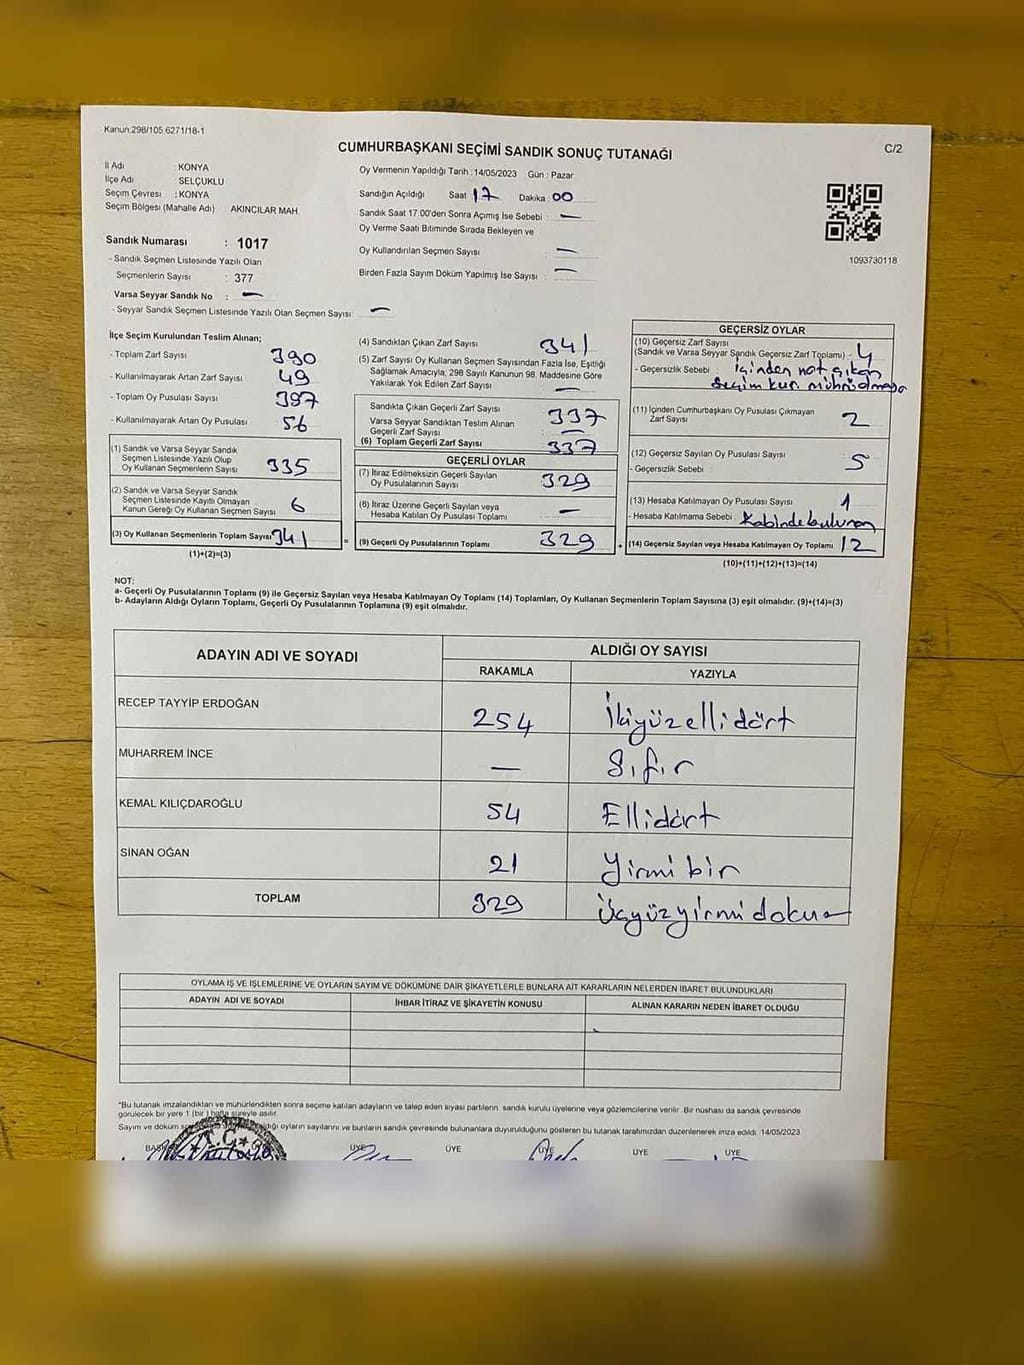 Kanun:298/105,6271/18-1
C/2
CUMHURBAŞKANI SEÇİMİ SANDIK SONUÇ TUTANAĞI
İl Adı : KONYA
İlçe Adı : SELÇUKLU
Seçim Çevresi : KONYA
Seçim Bölgesi (Mahalle Adı) AKINCILAR MAH
Sandık Numarası : 1017
- Sandık Seçmen Listesinde Yazılı Olan
Seçmenlerin Sayısı : 377
Varsa Seyyar Sandık No : —
- Seyyar Sandık Seçmen Listesinde Yazılı Olan Seçmen Sayısı: —
Oy Vermenin Yapıldığı Tarih : 14/05/2023 Gün : Pazar
Sandığın Açıldığı Saat : 17 Dakika : 00
Sandık Saat 17:00'den Sonra Açımış İse Sebebi : —
Oy Verme Saati Bitiminde Sırada Bekleyen ve
Oy Kullandırılan Seçmen Sayısı : —
Birden Fazla Sayım Döküm Yapılmış İse Sayısı : —
1093730118
İlçe Seçim Kurulundan Teslim Alınan;
- Toplam Zarf Sayısı 390
- Kullanılmayarak Artan Zarf Sayısı 49
- Toplam Oy Pusulası Sayısı 397
- Kullanılmayarak Artan Oy Pusulası 56
(1) Sandık ve Varsa Seyyar Sandık
Seçmen Listesinde Yazılı Olup
Oy Kullanan Seçmenlerin Sayısı 335
(2) Sandık ve Varsa Seyyar Sandık
Seçmen Listesinde Kayıtlı Olmayan
Kanun Gereği Oy Kullanan Seçmen Sayısı 6
(3) Oy Kullanan Seçmenlerin Toplam Sayısı 341
(1)+(2)=(3)
=
(4) Sandıktan Çıkan Zarf Sayısı 341
(5) Zarf Sayısı Oy Kullanan Seçmen Sayısından Fazla İse, Eşitliği
Sağlamak Amacıyla, 298 Sayılı Kanunun 98. Maddesine Göre
Yakılarak Yok Edilen Zarf Sayısı —
Sandıkta Çıkan Geçerli Zarf Sayısı 337
Varsa Seyyar Sandıktan Teslim Alınan
Geçerli Zarf Sayısı —
(6) Toplam Geçerli Zarf Sayısı 337
GEÇERLİ OYLAR
(7) İtiraz Edilmeksizin Geçerli Sayılan
Oy Pusulalarının Sayısı 329
(8) İtiraz Üzerine Geçerli Sayılan veya
Hesaba Katılan Oy Pusulası Toplamı —
(9) Geçerli Oy Pusulalarının Toplamı 329
+
GEÇERSİZ OYLAR
(10) Geçersiz Zarf Sayısı
(Sandık ve Varsa Seyyar Sandık Geçersiz Zarf Toplamı) - 4
- Geçersizlik Sebebi : İçinden not çıkan
seçim kur. mührü olmaya
(11) İçinden Cumhurbaşkanı Oy Pusulası Çıkmayan
Zarf Sayısı 2
(12) Geçersiz Sayılan Oy Pusulası Sayısı 5
- Geçersizlik Sebebi
(13) Hesaba Katılmayan Oy Pusulası Sayısı 1
- Hesaba Katılmama Sebebi : Kabinde bulunan
(14) Geçersiz Sayılan veya Hesaba Katılmayan Oy Toplamı 12
(10)+(11)+(12)+(13)=(14)
NOT:
a- Geçerli Oy Pusulalarının Toplamı (9) ile Geçersiz Sayılan veya Hesaba Katılmayan Oy Toplamı (14) Toplamları, Oy Kullanan Seçmenlerin Toplam Sayısına (3) eşit olmalıdır. (9)+(14)=(3)
b- Adayların Aldığı Oyların Toplamı, Geçerli Oy Pusulalarının Toplamına (9) eşit olmalıdır.
ADAYIN ADI VE SOYADI
ALDIĞI OY SAYISI
RAKAMLA YAZIYLA
RECEP TAYYİP ERDOĞAN 254 İkiyüzellidört
MUHARREM İNCE — Sıfır
KEMAL KILIÇDAROĞLU 54 Ellidört
SİNAN OĞAN 21 Yirmi bir
TOPLAM 329 üçyüzyirmidokuz
OYLAMA İŞ VE İŞLEMLERİNE VE OYLARIN SAYIM VE DÖKÜMÜNE DAİR ŞİKAYETLERLE BUNLARA AİT KARARLARIN NELERDEN İBARET BULUNDUKLARI
ADAYIN ADI VE SOYADI İHBAR İTİRAZ VE ŞİKAYETİN KONUSU ALINAN KARARIN NEDEN İBARET OLDUĞU
*Bu tutanak imzalandıktan ve mühürlendikten sonra seçime katılan adayların ve talep eden siyasi partilerin sandık kurulu üyelerine veya gözlemcilerine verilir. Bir nüshası da sandık çevresinde
görülecek bir yere 1 (bir ) hafta süreyle asılır.
Sayım ve döküm oyların sayılarını ve bunların sandık çevresinde bulunanlara duyurulduğunu gösteren bu tutanak tarafımızdan düzenlenerek imza edildi. 14/05/2023
ÜYE ÜYE ÜYE ÜYE ÜYE
T.C.